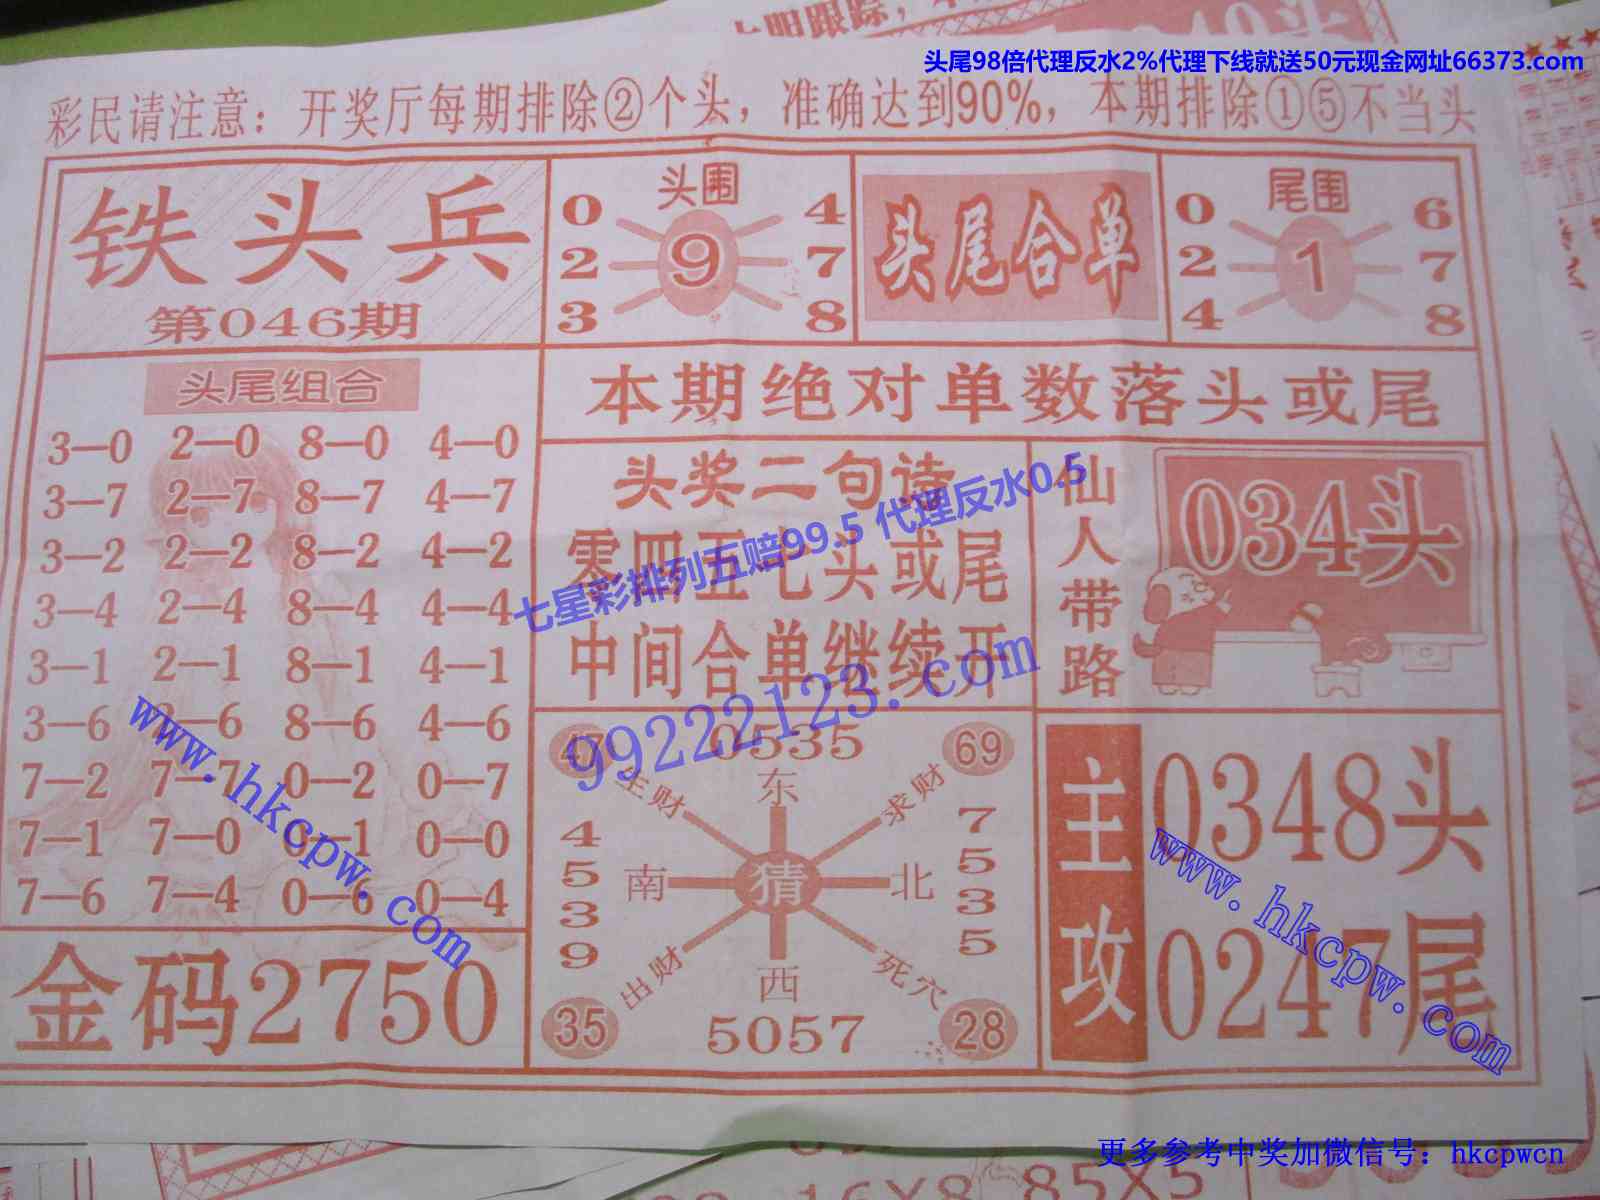 七期跟踪，
头尾98倍代理反水2%代理下线就送50元现金网址66373.com
彩民请注意：开奖厅每期排除②个头，准确达到90%，本期排除①⑤不当头
铁头兵
第046期
头围
0 4
2 9 7
3 8
头尾合单
尾围
0 6
2 1 7
4 8
本期绝对单数落头或尾
头尾组合
3—0 2—0 8—0 4—0
3—7 2—7 8—7 4—7
3—2 2—2 8—2 4—2
3—4 2—4 8—4 4—4
3—1 2—1 8—1 4—1
3—6 2—6 8—6 4—6
7—2 7—7 0—2 0—7
7—1 7—0 0—1 0—0
7—6 7—4 0—6 0—4
金码2750
头奖二句诗
零四五七头或尾
中间合单继续开
七星彩排列五赔99.5 代理反水0.5
99222123.com
仙人带路
034头
47 0535 69
主财 东 求财
4539
南 猜 北
7535
出财 西 死穴
35 5057 28
主攻
0348头
0247尾
www.hkcpw.com
www.hkcpw.com
更多参考中奖加微信号：hkcpwcn
16X8 85X5